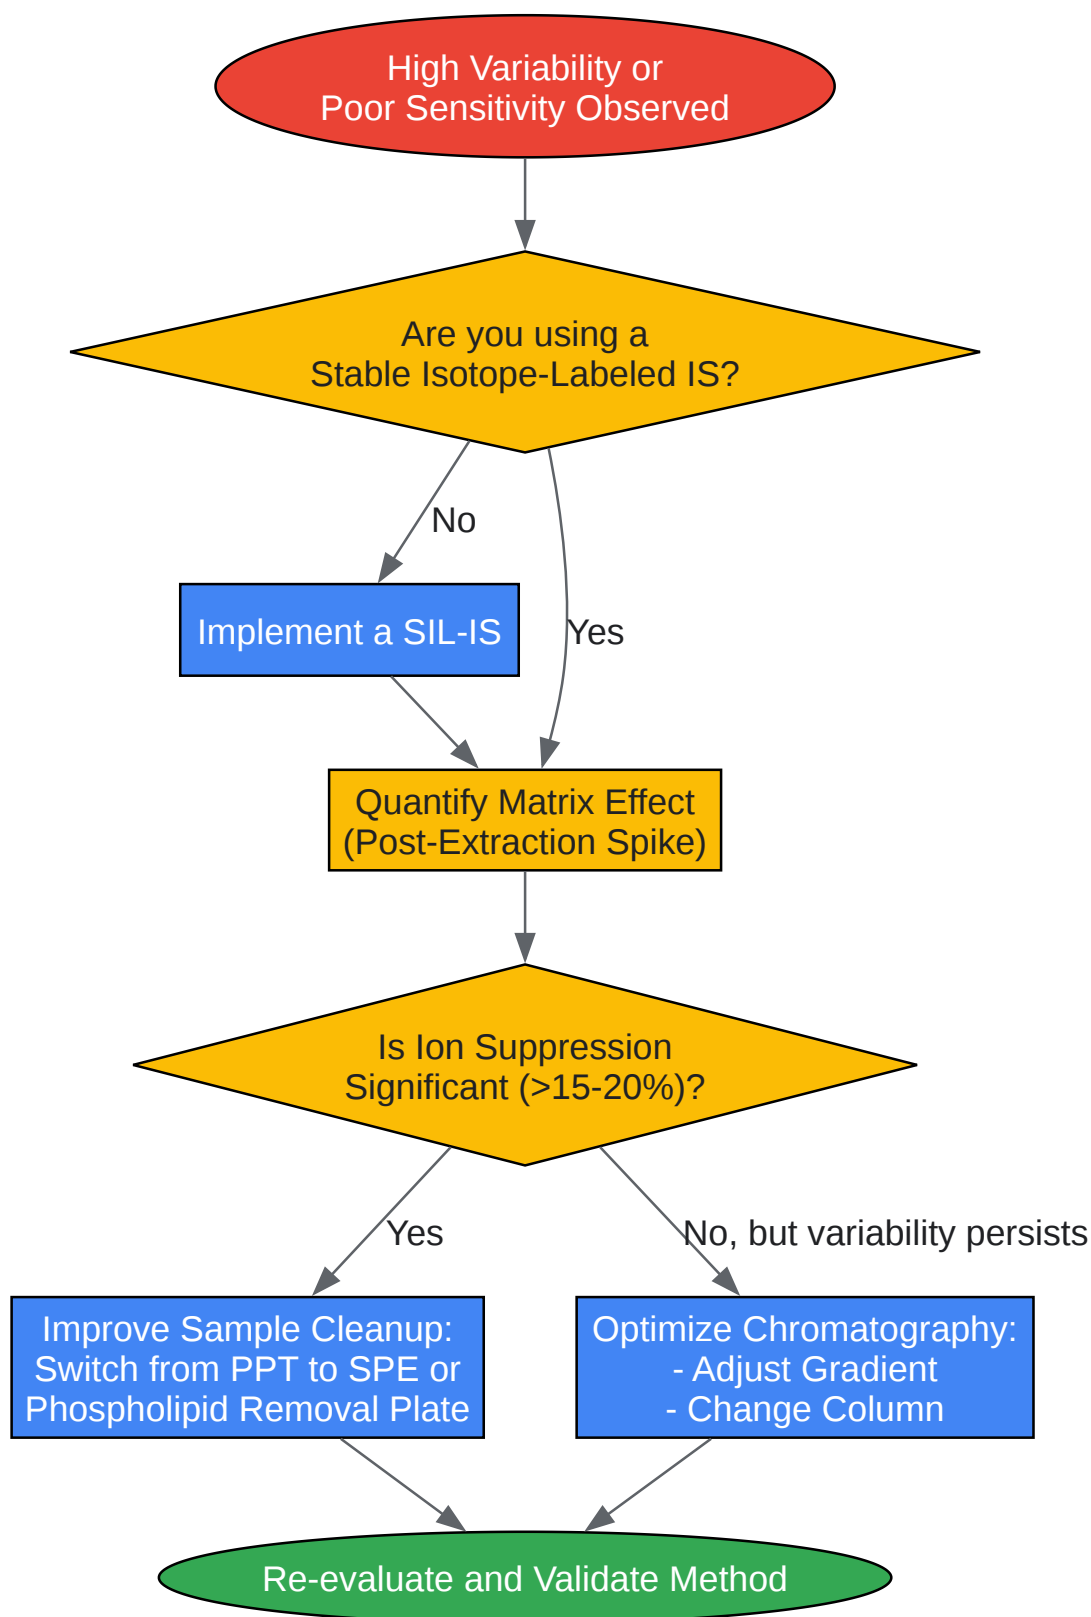 High Variability or
Poor Sensitivity Observed
Are you using a
Stable Isotope-Labeled IS?
No
Implement a SIL-IS
Yes
Quantify Matrix Effect
(Post-Extraction Spike)
Is Ion Suppression
Significant (>15-20%)?
Yes
No, but variability persists
Improve Sample Cleanup:
Switch from PPT to SPE or
Phospholipid Removal Plate
Optimize Chromatography:
- Adjust Gradient
- Change Column
Re-evaluate and Validate Method